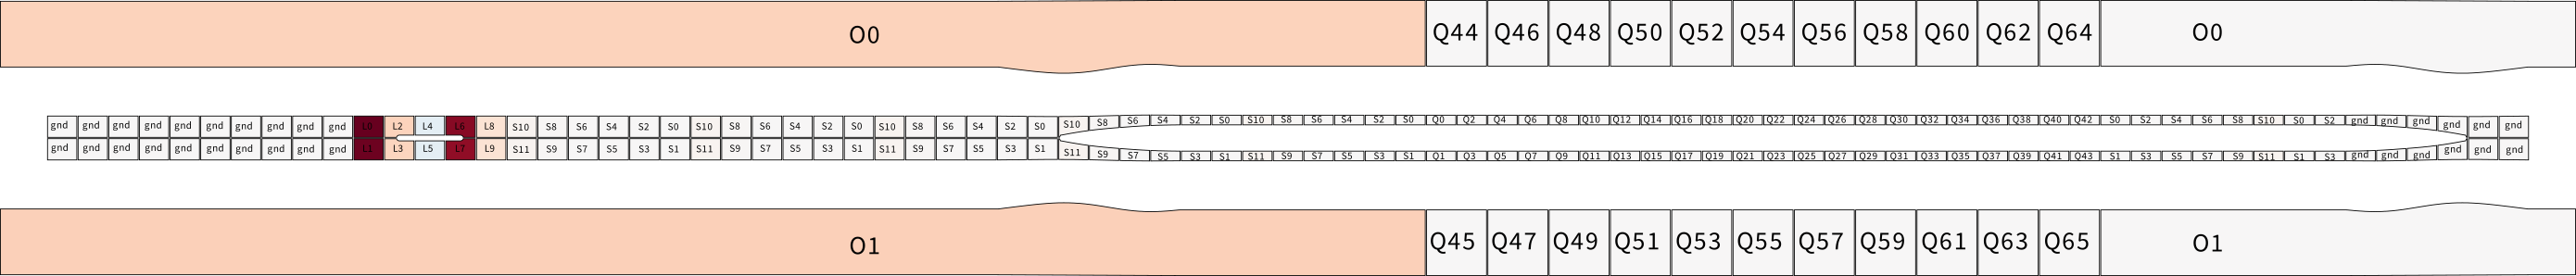 O0 Q44 Q46 Q48 Q50 Q52 Q54 Q56 Q58 Q60 Q62 Q64 O0
gnd gnd gnd gnd gnd gnd gnd gnd gnd gnd L0 L2 L4 L6 L8 S10 S8 S6 S4 S2 S0 S10 S8 S6 S4 S2 S0 S10 S8 S6 S4 S2 S0 S10 S8 S6 S4 S2 S0 S10 S8 S6 S4 S2 S0 Q0 Q2 Q4 Q6 Q8 Q10 Q12 Q14 Q16 Q18 Q20 Q22 Q24 Q26 Q28 Q30 Q32 Q34 Q36 Q38 Q40 Q42 S0 S2 S4 S6 S8 S10 S0 S2 gnd gnd gnd gnd gnd gnd
gnd gnd gnd gnd gnd gnd gnd gnd gnd gnd L1 L3 L5 L7 L9 S11 S9 S7 S5 S3 S1 S11 S9 S7 S5 S3 S1 S11 S9 S7 S5 S3 S1 S11 S9 S7 S5 S3 S1 S11 S9 S7 S5 S3 S1 Q1 Q3 Q5 Q7 Q9 Q11 Q13 Q15 Q17 Q19 Q21 Q23 Q25 Q27 Q29 Q31 Q33 Q35 Q37 Q39 Q41 Q43 S1 S3 S5 S7 S9 S11 S1 S3 gnd gnd gnd gnd gnd gnd
O1 Q45 Q47 Q49 Q51 Q53 Q55 Q57 Q59 Q61 Q63 Q65 O1